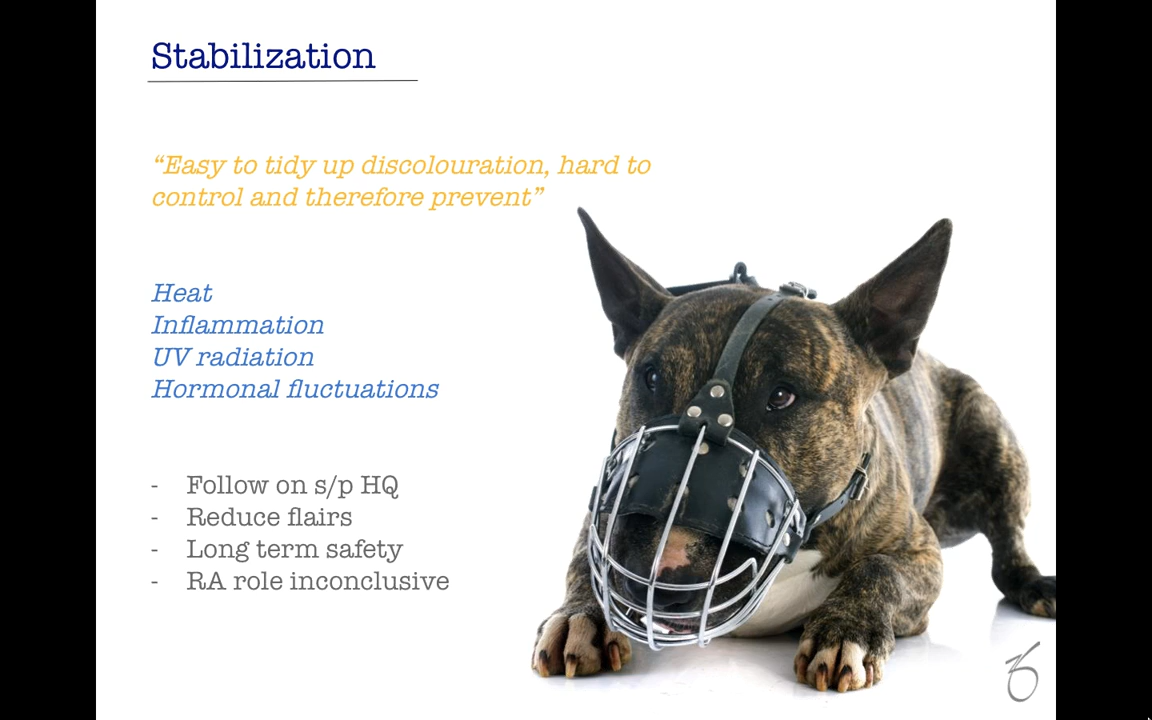 Stabilization
“Easy to tidy up discolouration, hard to
control and therefore prevent”
Heat
Inflammation
UV radiation
Hormonal fluctuations
- Follow on s/p HQ
- Reduce flairs
- Long term safety
- RA role inconclusive